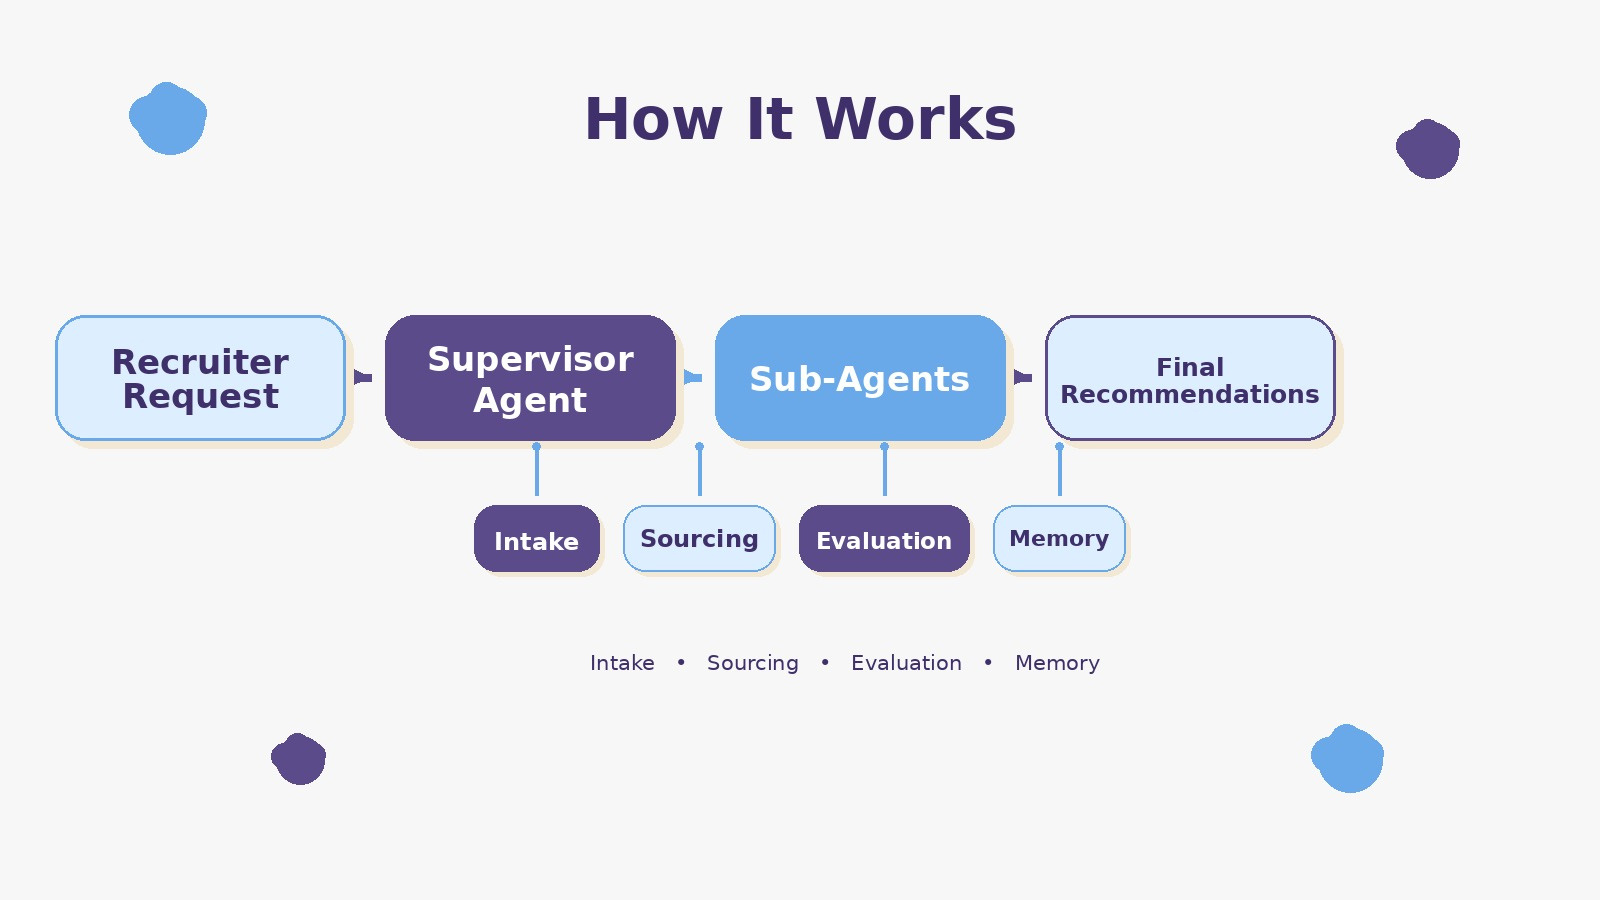 How It Works
Recruiter
Request
Supervisor
Agent
Sub-Agents
Final
Recommendations
Intake
Sourcing
Evaluation
Memory
Intake • Sourcing • Evaluation • Memory